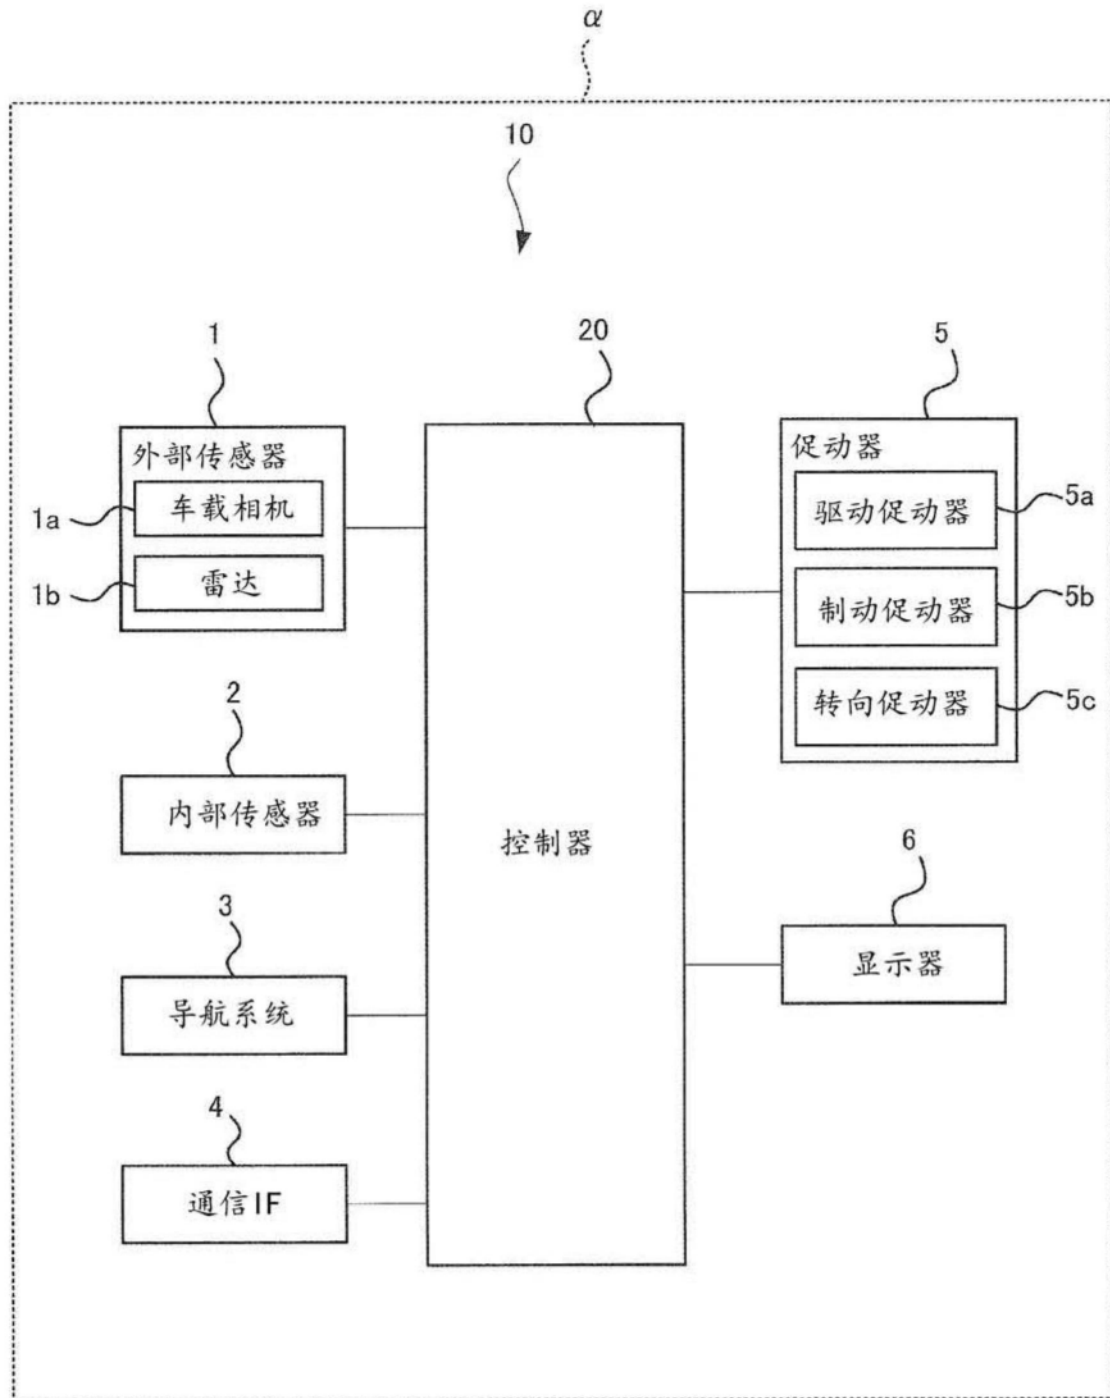 α
10
1
20
5
外部传感器
促动器
1a
车载相机
驱动促动器
5a
1b
雷达
制动促动器
5b
2
转向促动器
5c
内部传感器
控制器
6
3
显示器
导航系统
4
通信IF